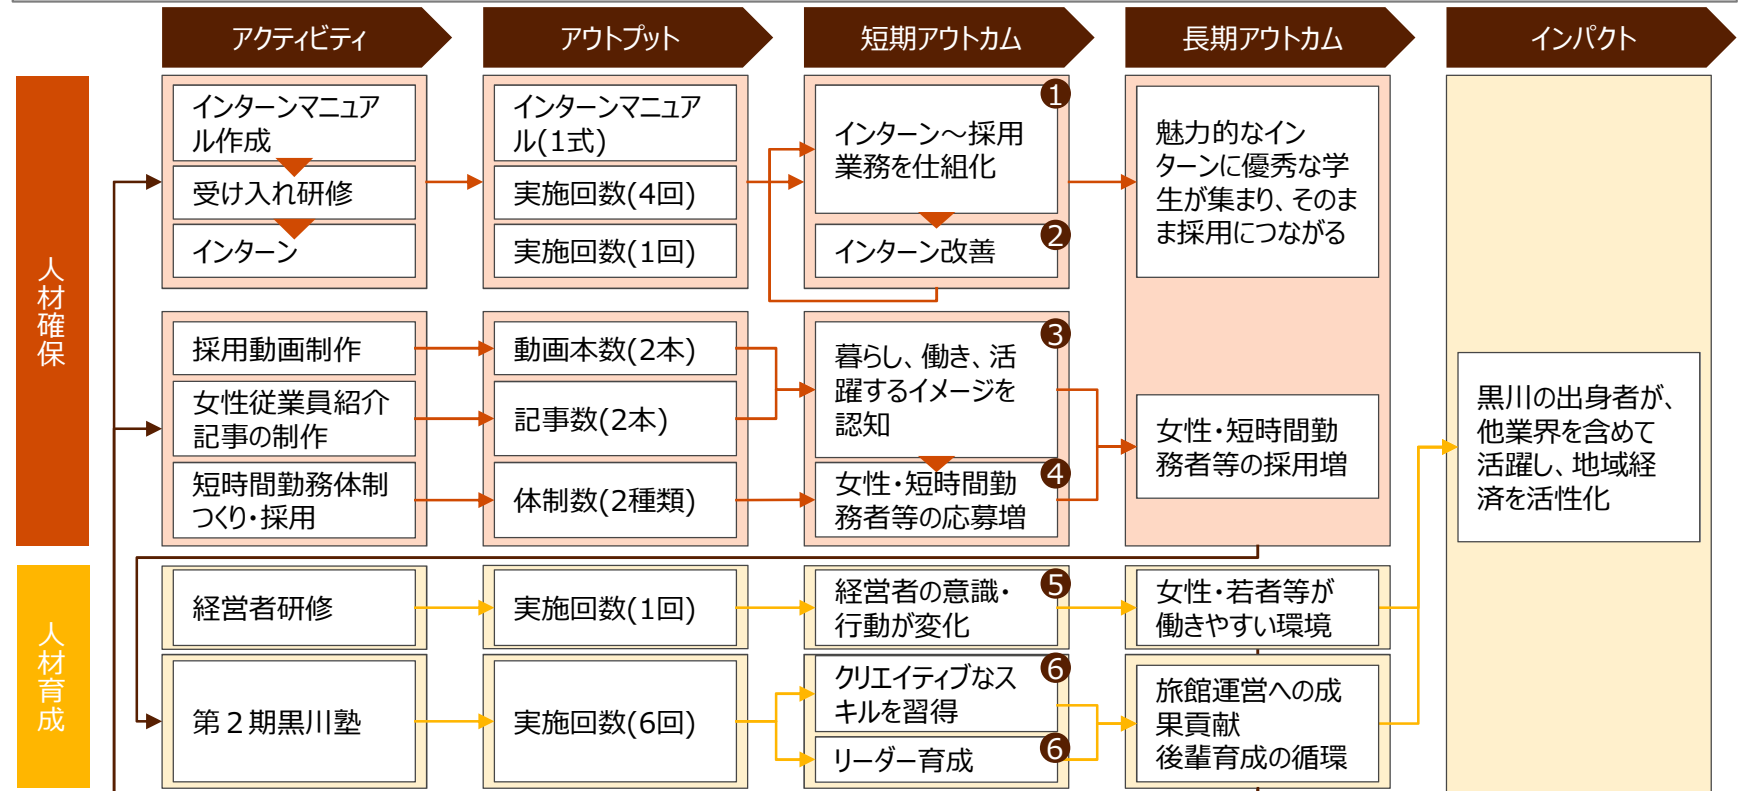 アクティビティ
アウトプット
短期アウトカム
長期アウトカム
インパクト
人材確保
インターンマニュア
ル作成
受け入れ研修
インターン
インターンマニュア
ル(1式)
実施回数(4回)
実施回数(1回)
❶
インターン～採用
業務を仕組化
❷
インターン改善
魅力的なイン
ターンに優秀な学
生が集まり、そのま
ま採用につながる
採用動画制作
女性従業員紹介
記事の制作
短時間勤務体制
つくり・採用
動画本数(2本)
記事数(2本)
体制数(2種類)
❸
暮らし、働き、活
躍するイメージを
認知
❹
女性・短時間勤
務者等の応募増
女性・短時間勤
務者等の採用増
黒川の出身者が、
他業界を含めて
活躍し、地域経
済を活性化
人材育成
経営者研修
実施回数(1回)
❺
経営者の意識・
行動が変化
女性・若者等が
働きやすい環境
第２期黒川塾
実施回数(6回)
❻
クリエイティブなス
キルを習得
❻
リーダー育成
旅館運営への成
果貢献
後輩育成の循環